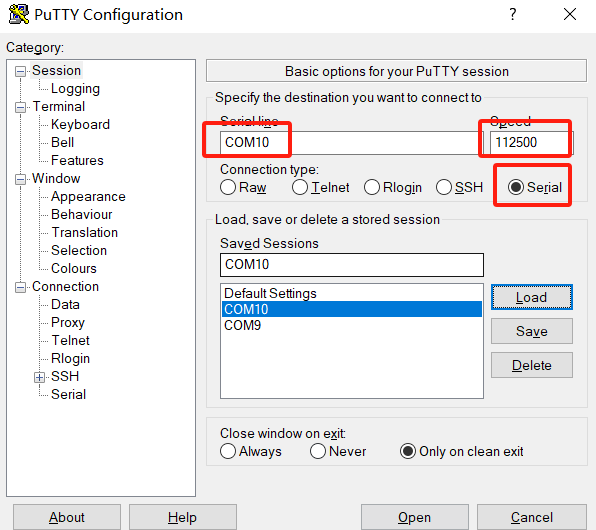 PuTTY Configuration
?
Category:
Session
Logging
Terminal
Keyboard
Bell
Features
Window
Appearance
Behaviour
Translation
Selection
Colours
Connection
Data
Proxy
Telnet
Rlogin
SSH
Serial
Basic options for your PuTTY session
Specify the destination you want to connect to
Serial line Speed
COM10 112500
Connection type:
Raw Telnet Rlogin SSH Serial
Load, save or delete a stored session
Saved Sessions
COM10
Default Settings
COM10
COM9
Load
Save
Delete
Close window on exit:
Always Never Only on clean exit
About Help Open Cancel